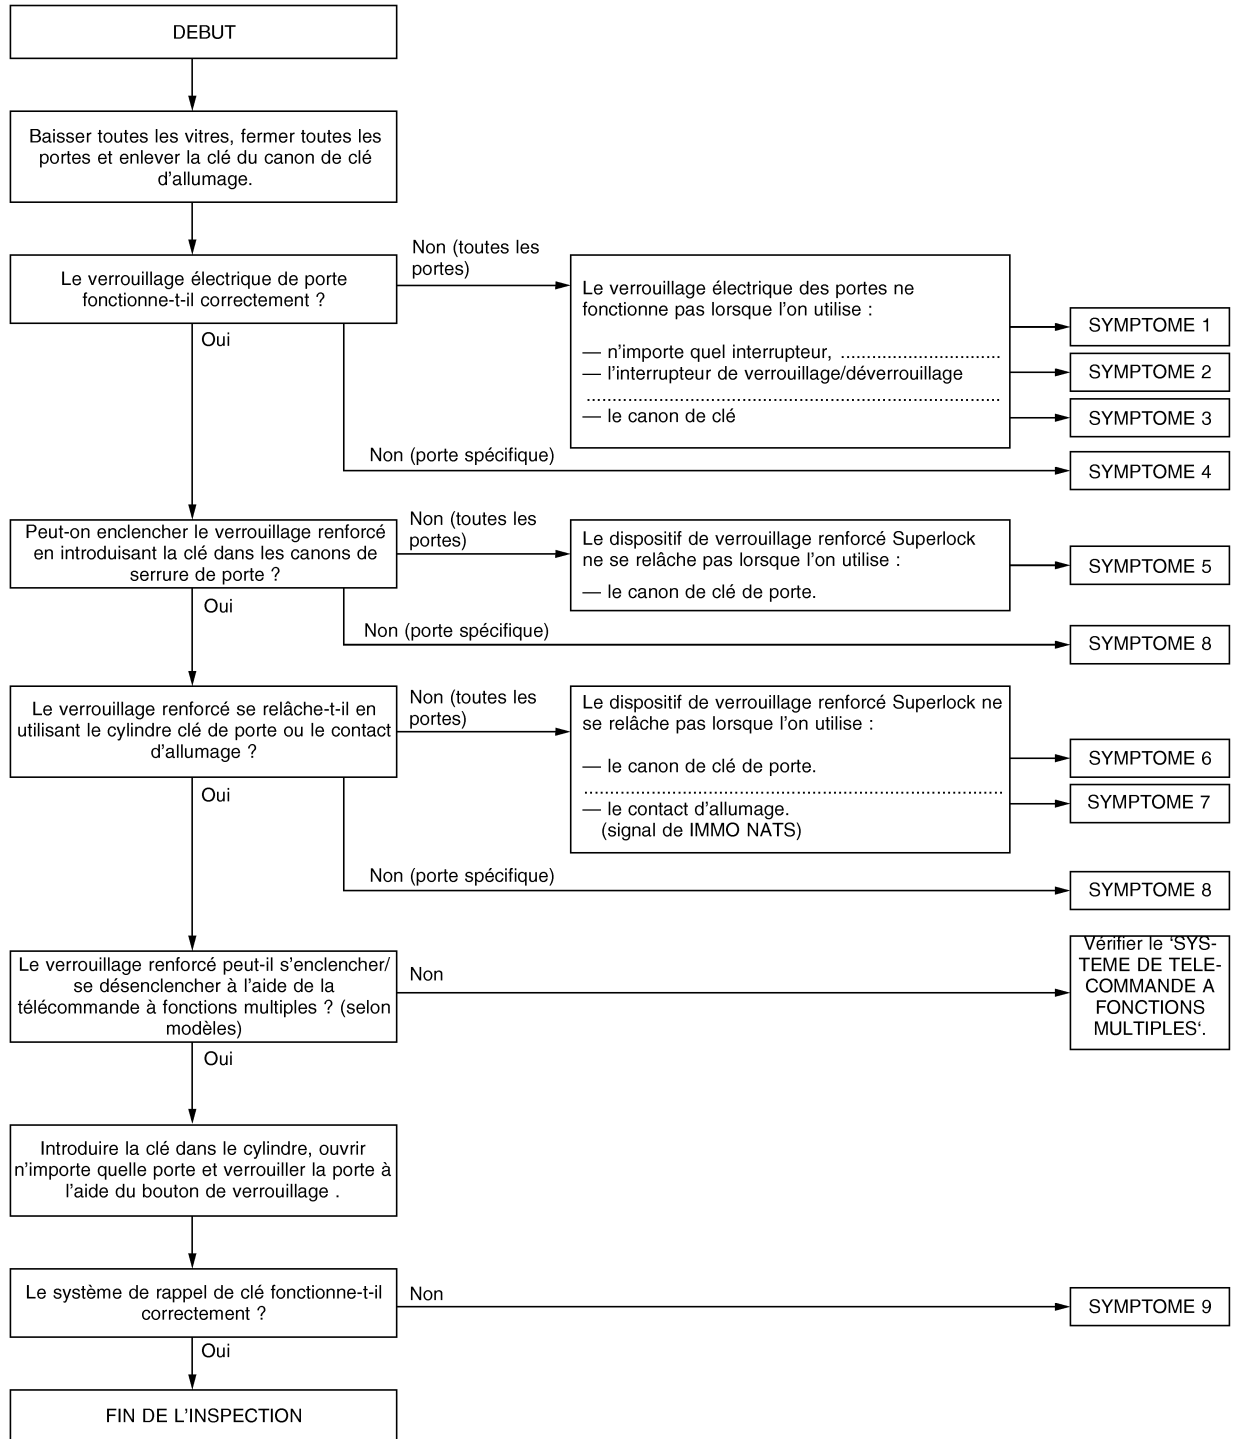 DEBUT
Baisser toutes les vitres, fermer toutes les
portes et enlever la clé du canon de clé
d'allumage.
Non (toutes les
portes)
Le verrouillage électrique de porte
fonctionne-t-il correctement ?
Oui
Le verrouillage électrique des portes ne
fonctionne pas lorsque l'on utilise :
— n'importe quel interrupteur, ...............................
— l'interrupteur de verrouillage/déverrouillage
...............................................................................
— le canon de clé
SYMPTOME 1
SYMPTOME 2
SYMPTOME 3
Non (porte spécifique)
SYMPTOME 4
Peut-on enclencher le verrouillage renforcé
en introduisant la clé dans les canons de
serrure de porte ?
Non (toutes les
portes)
Oui
Le dispositif de verrouillage renforcé Superlock
ne se relâche pas lorsque l'on utilise :
— le canon de clé de porte.
SYMPTOME 5
Non (porte spécifique)
SYMPTOME 8
Le verrouillage renforcé se relâche-t-il en
utilisant le cylindre clé de porte ou le contact
d'allumage ?
Non (toutes les
portes)
Oui
Le dispositif de verrouillage renforcé Superlock ne
se relâche pas lorsque l'on utilise :
— le canon de clé de porte.
................................................................................
— le contact d'allumage.
(signal de IMMO NATS)
SYMPTOME 6
SYMPTOME 7
Non (porte spécifique)
SYMPTOME 8
Le verrouillage renforcé peut-il s'enclencher/
se désenclencher à l'aide de la
télécommande à fonctions multiples ? (selon
modèles)
Non
Oui
Vérifier le ‘SYS-
TEME DE TELE-
COMMANDE A
FONCTIONS
MULTIPLES‘.
Introduire la clé dans le cylindre, ouvrir
n'importe quelle porte et verrouiller la porte à
l'aide du bouton de verrouillage .
Le système de rappel de clé fonctionne-t-il
correctement ?
Non
SYMPTOME 9
Oui
FIN DE L'INSPECTION